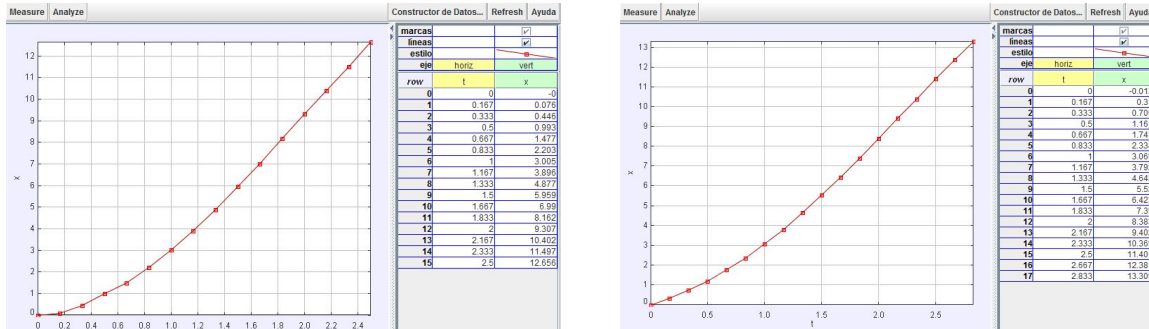 Measure Analyze Constructor de Datos... Refresh Ayuda
marcas
líneas
estilo
eje horiz vert
row t x
0 0 -0
1 0.167 0.076
2 0.333 0.446
3 0.5 0.993
4 0.667 1.477
5 0.833 2.203
6 1 3.005
7 1.167 3.896
8 1.333 4.877
9 1.5 5.959
10 1.667 6.99
11 1.833 8.162
12 2 9.307
13 2.167 10.402
14 2.333 11.497
15 2.5 12.656
12
11
10
9
8
7
6
5
4
3
2
1
0
x
0 0.2 0.4 0.6 0.8 1.0 1.2 1.4 1.6 1.8 2.0 2.2 2.4
Measure Analyze Constructor de Datos... Refresh
marcas
líneas
estilo
eje horiz vert
row t x
0 0 -0.01
1 0.167 0.3
2 0.333 0.70
3 0.5 1.16
4 0.667 1.74
5 0.833 2.33
6 1 3.06
7 1.167 3.79
8 1.333 4.64
9 1.5 5.5
10 1.667 6.42
11 1.833 7.3
12 2 8.38
13 2.167 9.40
14 2.333 10.36
15 2.5 11.40
16 2.667 12.38
17 2.833 13.30
13
12
11
10
9
8
7
6
5
4
3
2
1
0
x
0 0.5 1.0 1.5 2.0 2.5
t